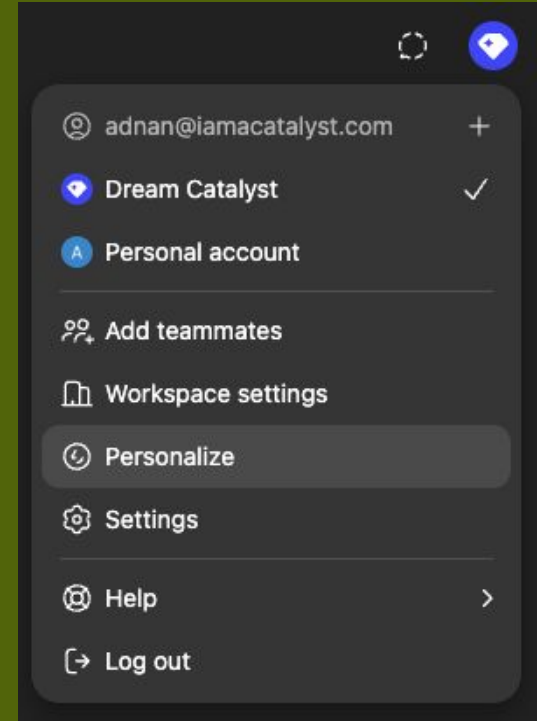 adnan@iamacatalyst.com
Dream Catalyst
A Personal account
Add teammates
Workspace settings
Personalize
Settings
Help
Log out